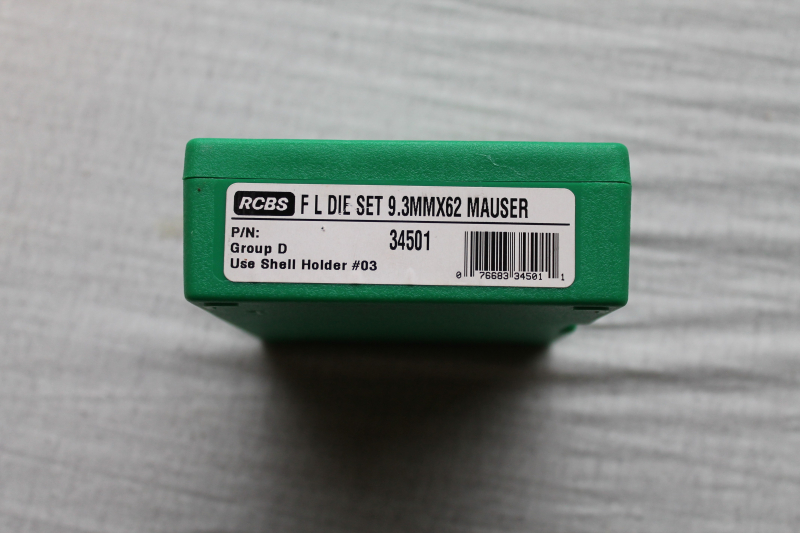 RCBS F L DIE SET 9.3MMX62 MAUSER
P/N: 34501
Group D
Use Shell Holder #03
0 76683 34501 1